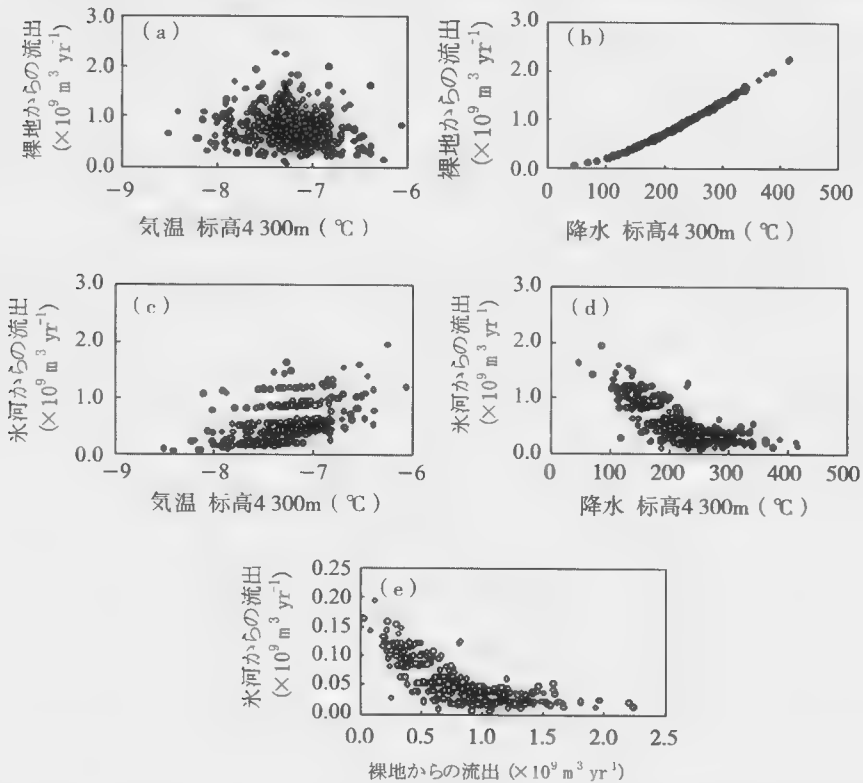 裸地からの流出
(×10⁹ m³ yr⁻¹)
3.0
2.0
1.0
0.0
(a)
−9
−8
−7
−6
気温 标高4 300m (℃)
裸地からの流出
(×10⁹ m³ yr⁻¹)
3.0
2.0
1.0
0.0
(b)
0
100
200
300
400
500
降水 标高4 300m (℃)
氷河からの流出
(×10⁹ m³ yr⁻¹)
3.0
2.0
1.0
0.0
(c)
−9
−8
−7
−6
気温 标高4 300m (℃)
氷河からの流出
(×10⁹ m³ yr⁻¹)
3.0
2.0
1.0
0.0
(d)
0
100
200
300
400
500
降水 标高4 300m (℃)
氷河からの流出
(×10⁹ m³ yr⁻¹)
0.25
0.20
0.15
0.10
0.05
0.00
(e)
0.0
0.5
1.0
1.5
2.0
2.5
裸地からの流出 (×10⁹ m³ yr¹)